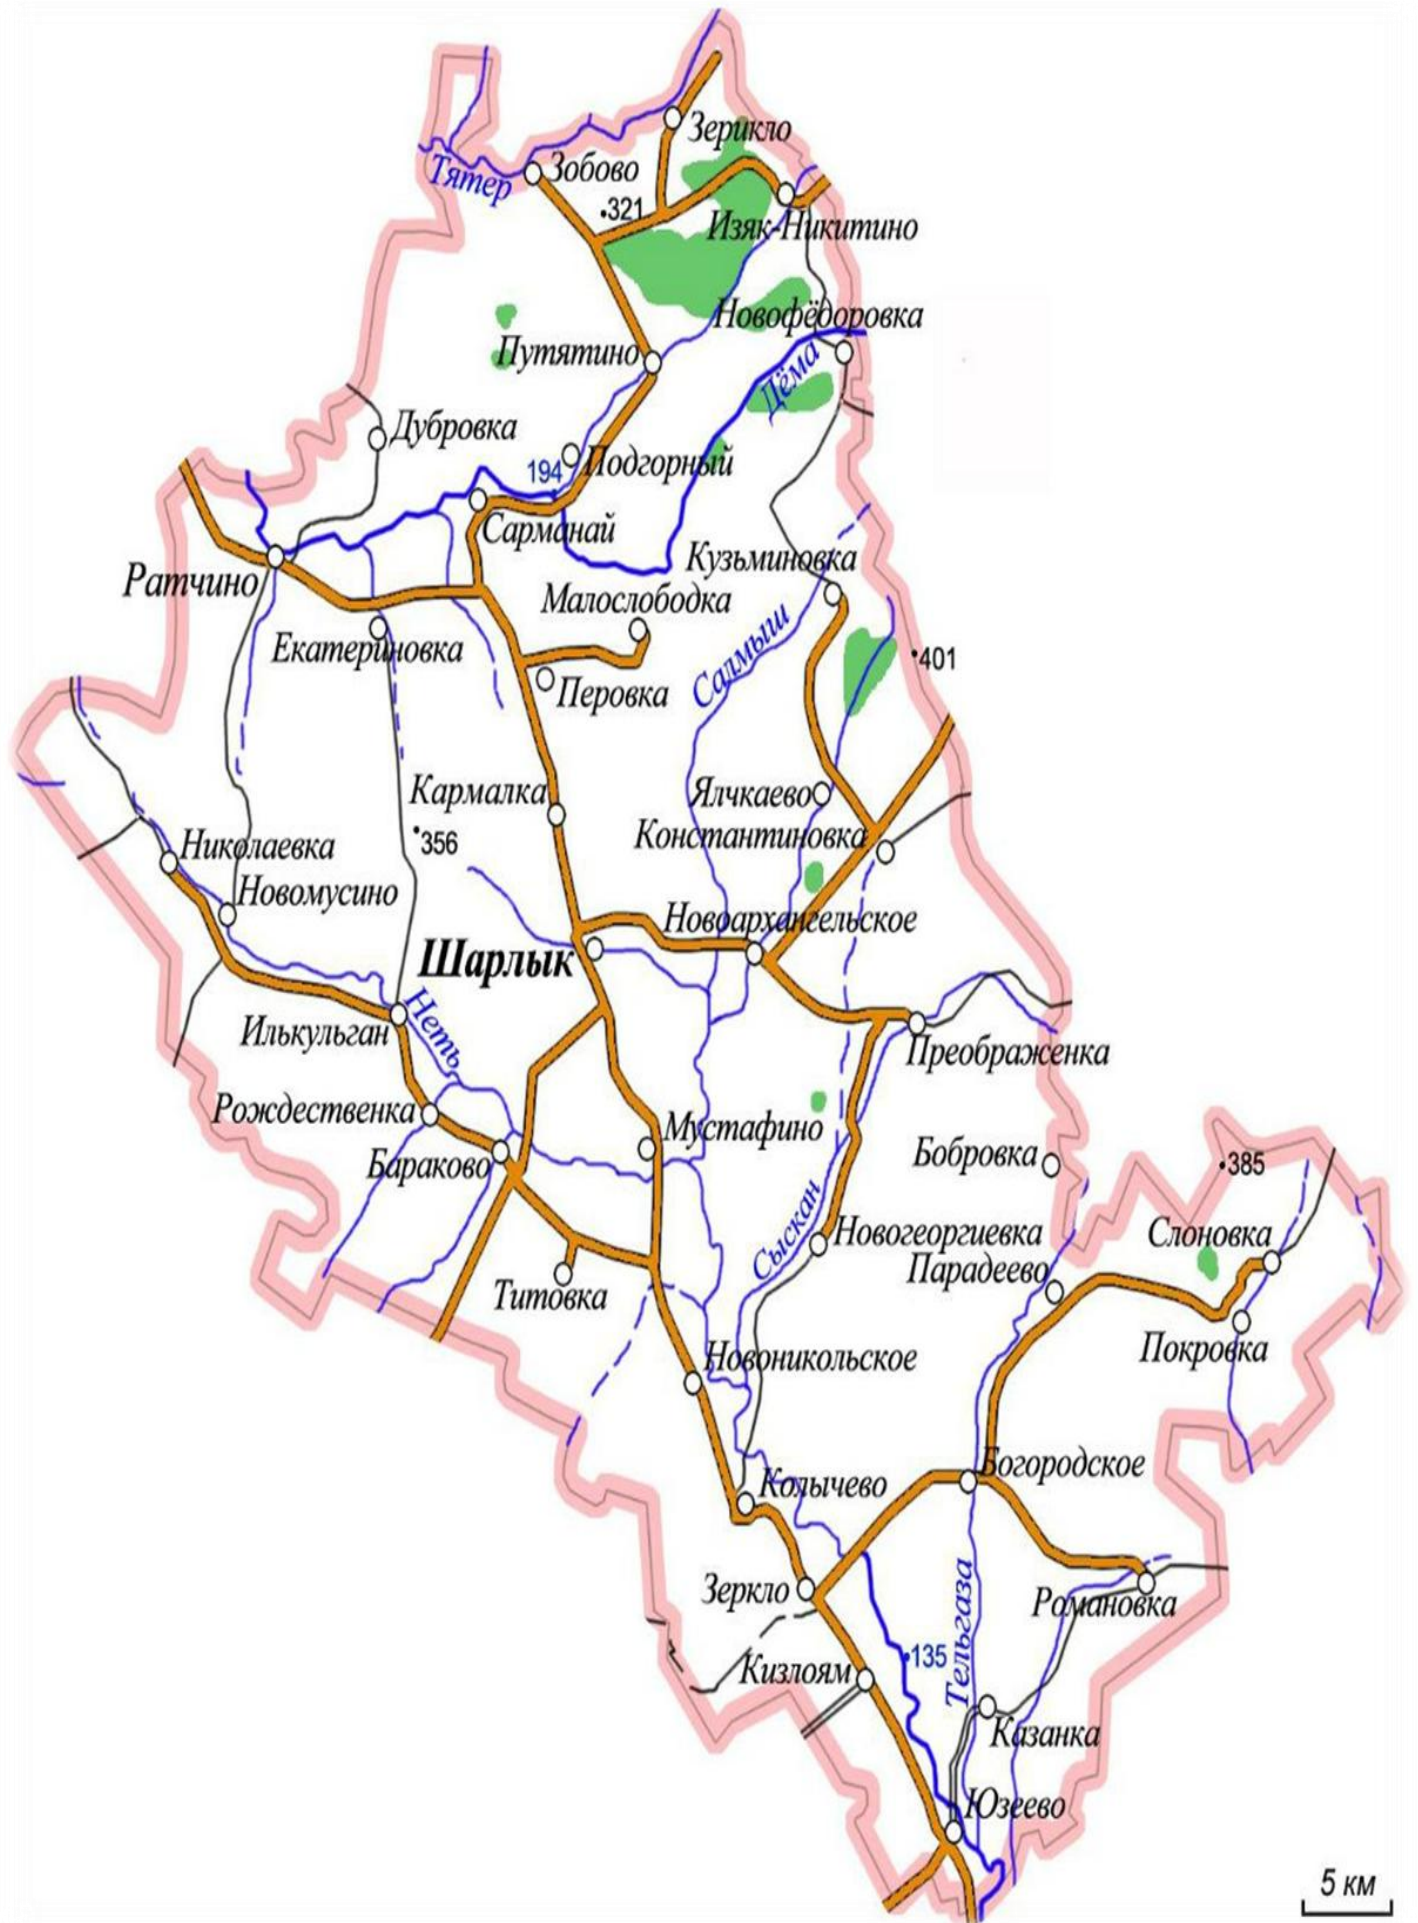 Зерикло
Зобово
Тятер
321
Изяк-Никитино
Новофёдоровка
Путятино
Дёма
Дубровка
Подгорный
194
Сарманай
Кузьминовка
Ратчино
Малослободка
Екатериновка
Салмыш
401
Перовка
Кармалка
Ялчкаево
Константиновка
356
Николаевка
Новомусино
Новоархангельское
Шарлык
Неть
Илькульган
Преображенка
Рождественка
Мустафино
Бараково
Бобровка
385
Сыскан
Новогеоргиевка
Слоновка
Парадеево
Титовка
Покровка
Новоникольское
Богородское
Колычево
Зеркло
Романовка
Тельгаза
135
Кизлоям
Казанка
Юзеево
5 км